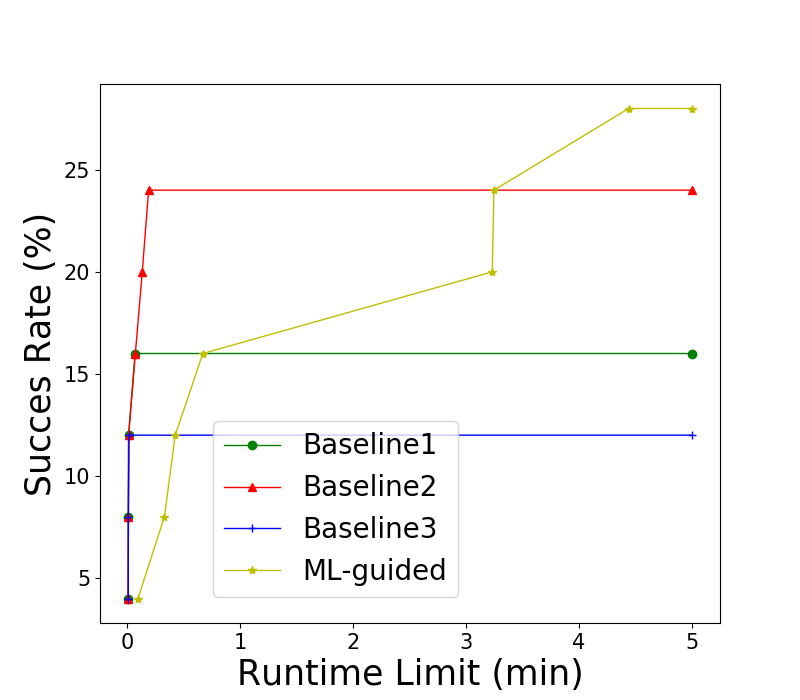 25
20
15
10
5
Succes Rate (%)
Baseline1
Baseline2
Baseline3
ML-guided
0 1 2 3 4 5
Runtime Limit (min)